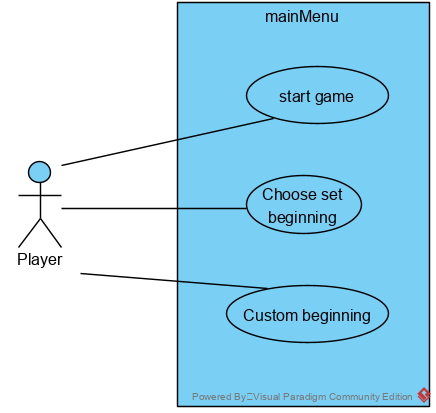 mainMenu
start game
Choose set
beginning
Player
Custom beginning
Powered By Visual Paradigm Community Edition